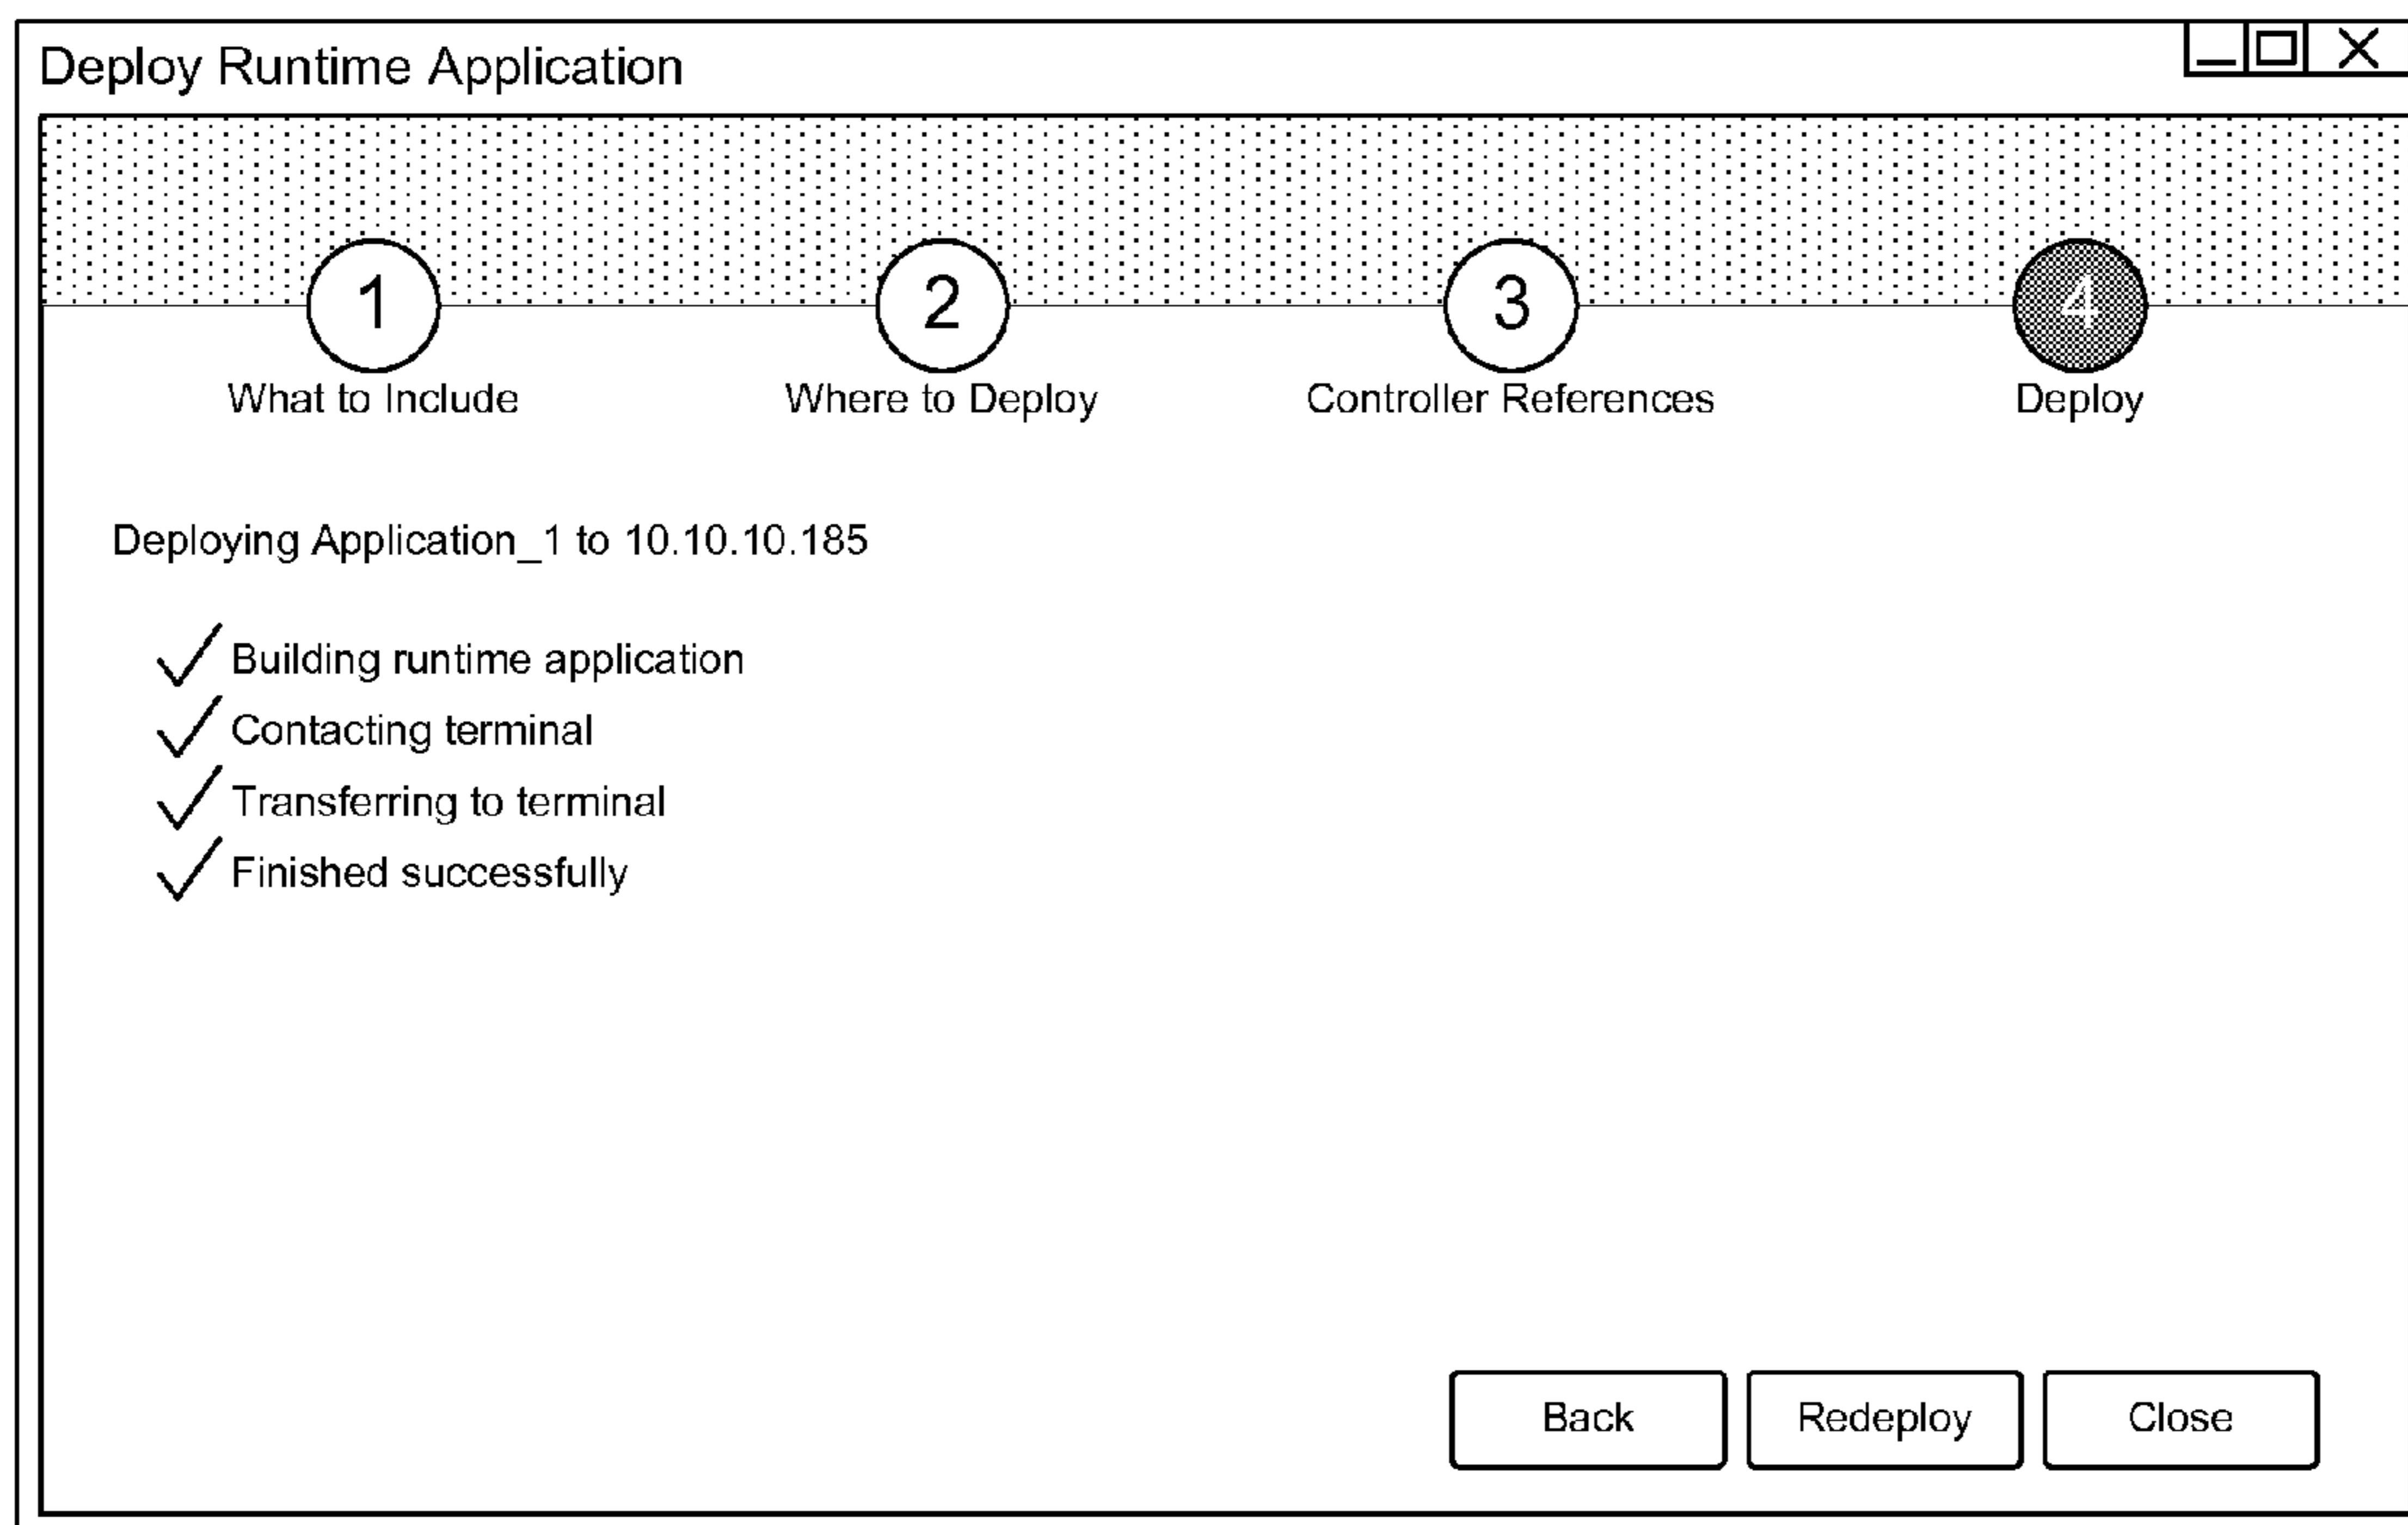 Deploy Runtime Application
1
2
3
4
What to Include
Where to Deploy
Controller References
Deploy
Deploying Application_1 to 10.10.10.185
Building runtime application
Contacting terminal
Transferring to terminal
Finished successfully
Back
Redeploy
Close